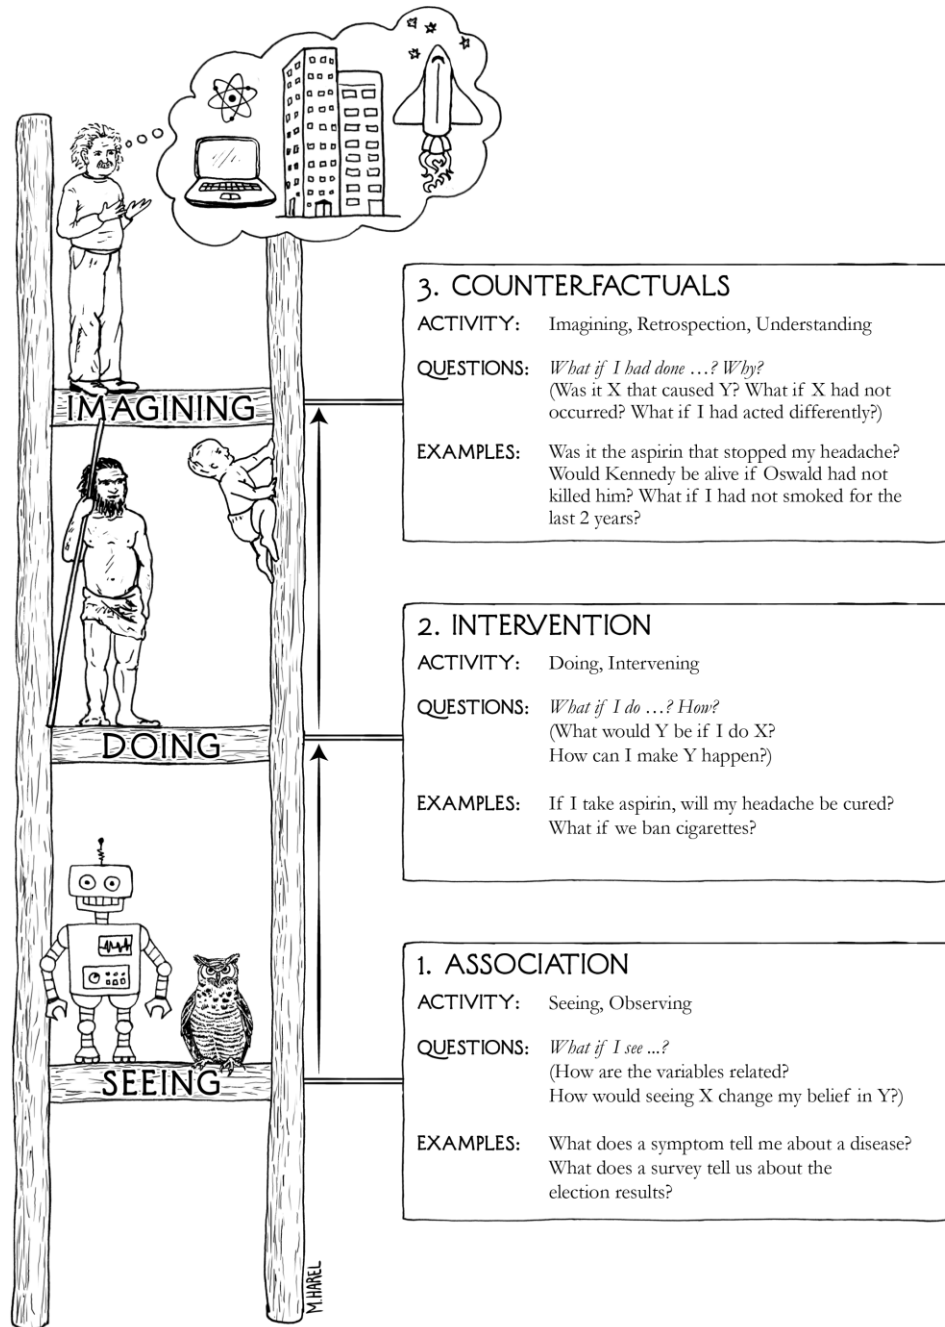 IMAGINING
3. COUNTERFACTUALS
ACTIVITY: Imagining, Retrospection, Understanding
QUESTIONS: What if I had done …? Why?
(Was it X that caused Y? What if X had not
occurred? What if I had acted differently?)
EXAMPLES: Was it the aspirin that stopped my headache?
Would Kennedy be alive if Oswald had not
killed him? What if I had not smoked for the
last 2 years?
DOING
2. INTERVENTION
ACTIVITY: Doing, Intervening
QUESTIONS: What if I do …? How?
(What would Y be if I do X?
How can I make Y happen?)
EXAMPLES: If I take aspirin, will my headache be cured?
What if we ban cigarettes?
SEEING
1. ASSOCIATION
ACTIVITY: Seeing, Observing
QUESTIONS: What if I see ...?
(How are the variables related?
How would seeing X change my belief in Y?)
EXAMPLES: What does a symptom tell me about a disease?
What does a survey tell us about the
election results?
M.HAREL